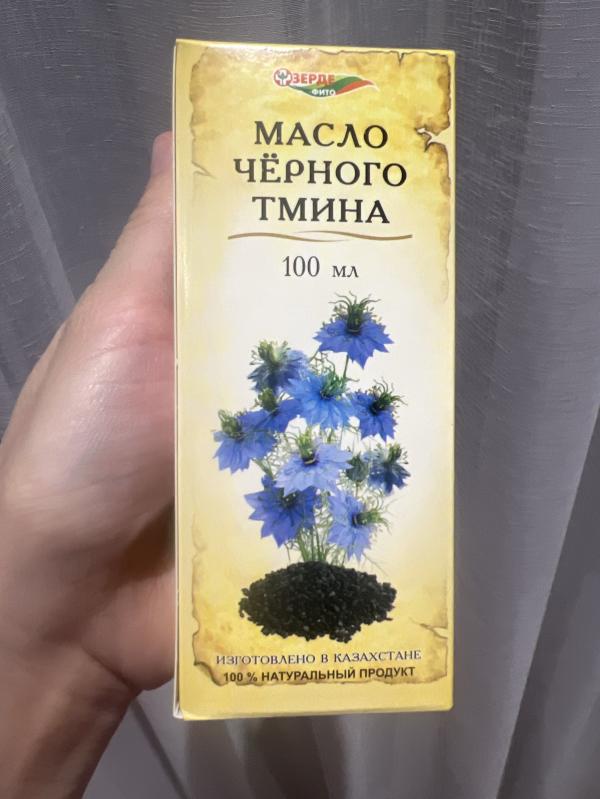 ЗЕРДЕ
ФИТО
МАСЛО
ЧЁРНОГО
ТМИНА
100 мл
ИЗГОТОВЛЕНО В КАЗАХСТАНЕ
100 % НАТУРАЛЬНЫЙ ПРОДУКТ